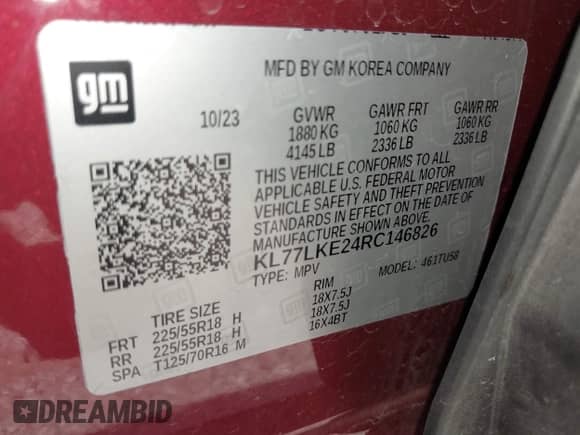 gm
MFD BY GM KOREA COMPANY
10/23 GVWR GAWR FRT GAWR RR
1880 KG 1060 KG 1060 KG
4145 LB 2336 LB 2336 LB
THIS VEHICLE CONFORMS TO ALL
APPLICABLE U.S. FEDERAL MOTOR
VEHICLE SAFETY AND THEFT PREVENTION
STANDARDS IN EFFECT ON THE DATE OF
MANUFACTURE SHOWN ABOVE.
KL77LKE24RC146826
TYPE: MPV MODEL: 461TU58
TIRE SIZE RIM
FRT 225/55R18 H 18X7.5J
RR 225/55R18 H 18X7.5J
SPA T125/70R16 M 16X4BT
DREAMBID